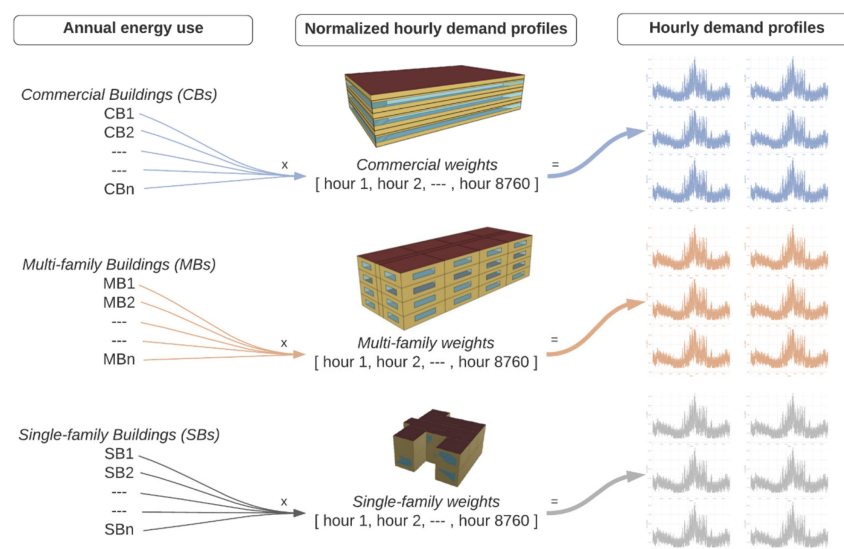 Annual energy use
Normalized hourly demand profiles
Hourly demand profiles
Commercial Buildings (CBs)
CB1
CB2
---
---
CBn
x
Commercial weights
[ hour 1, hour 2, --- , hour 8760 ]
=
Multi-family Buildings (MBs)
MB1
MB2
---
---
MBn
x
Multi-family weights
[ hour 1, hour 2, --- , hour 8760 ]
=
Single-family Buildings (SBs)
SB1
SB2
---
---
SBn
x
Single-family weights
[ hour 1, hour 2, --- , hour 8760 ]
=